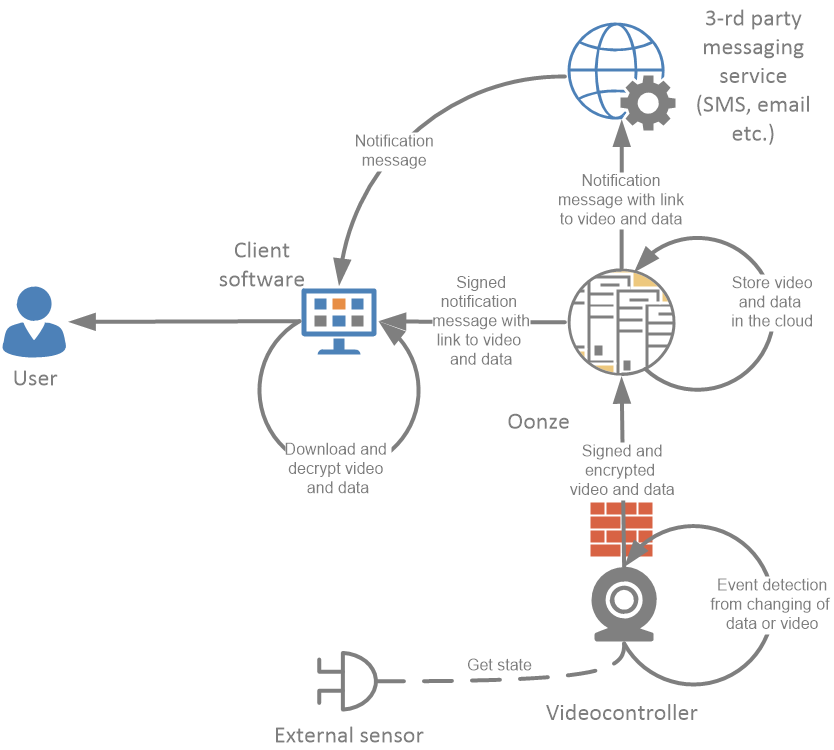 3-rd party
messaging
service
(SMS, email
etc.)
Notification
message
Notification
message with link
to video and data
Client
software
Signed
notification
message with
link to video
and data
Store video
and data
in the cloud
User
Oonze
Download and
decrypt video
and data
Signed and
encrypted
video and data
Event detection
from changing of
data or video
Get state
Videocontroller
External sensor